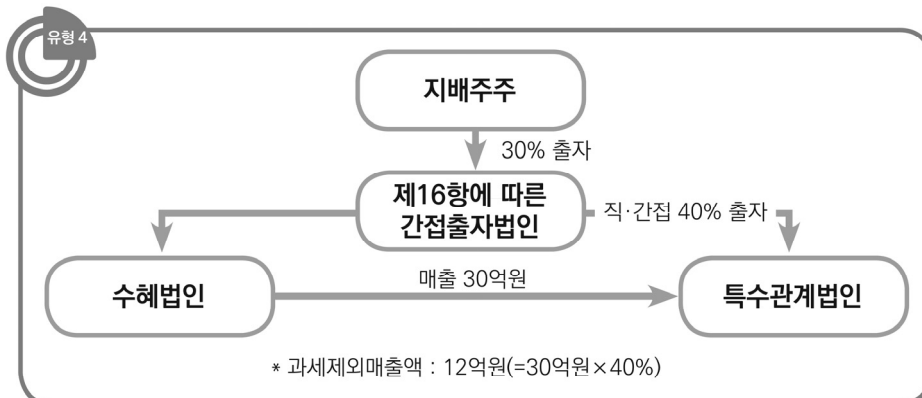 유형 4
지배주주
30% 출자
제16항에 따른
간접출자법인
직·간접 40% 출자
수혜법인
매출 30억원
특수관계법인
* 과세제외매출액 : 12억원(=30억원×40%)